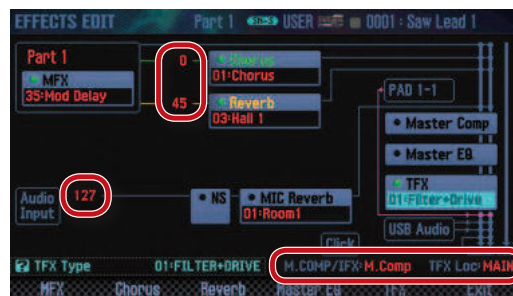 EFFECTS EDIT Part 1 SN-S USER 0001: Saw Lead 1
Part 1
MFX
35:Mod Delay
0
Chorus
01:Chorus
45
Reverb
03:Hall 1
PAD 1-1
Master Comp
Master EQ
TFX
01:Filter+Drive
Audio
Input
127
NS
MIC Reverb
01:Room1
USB Audio
Click
TFX Type 01:FILTER+DRIVE M.COMP/IFX:M.Comp TFX Loc:MAIN
MFX Chorus Reverb Master EQ TFX EXIT